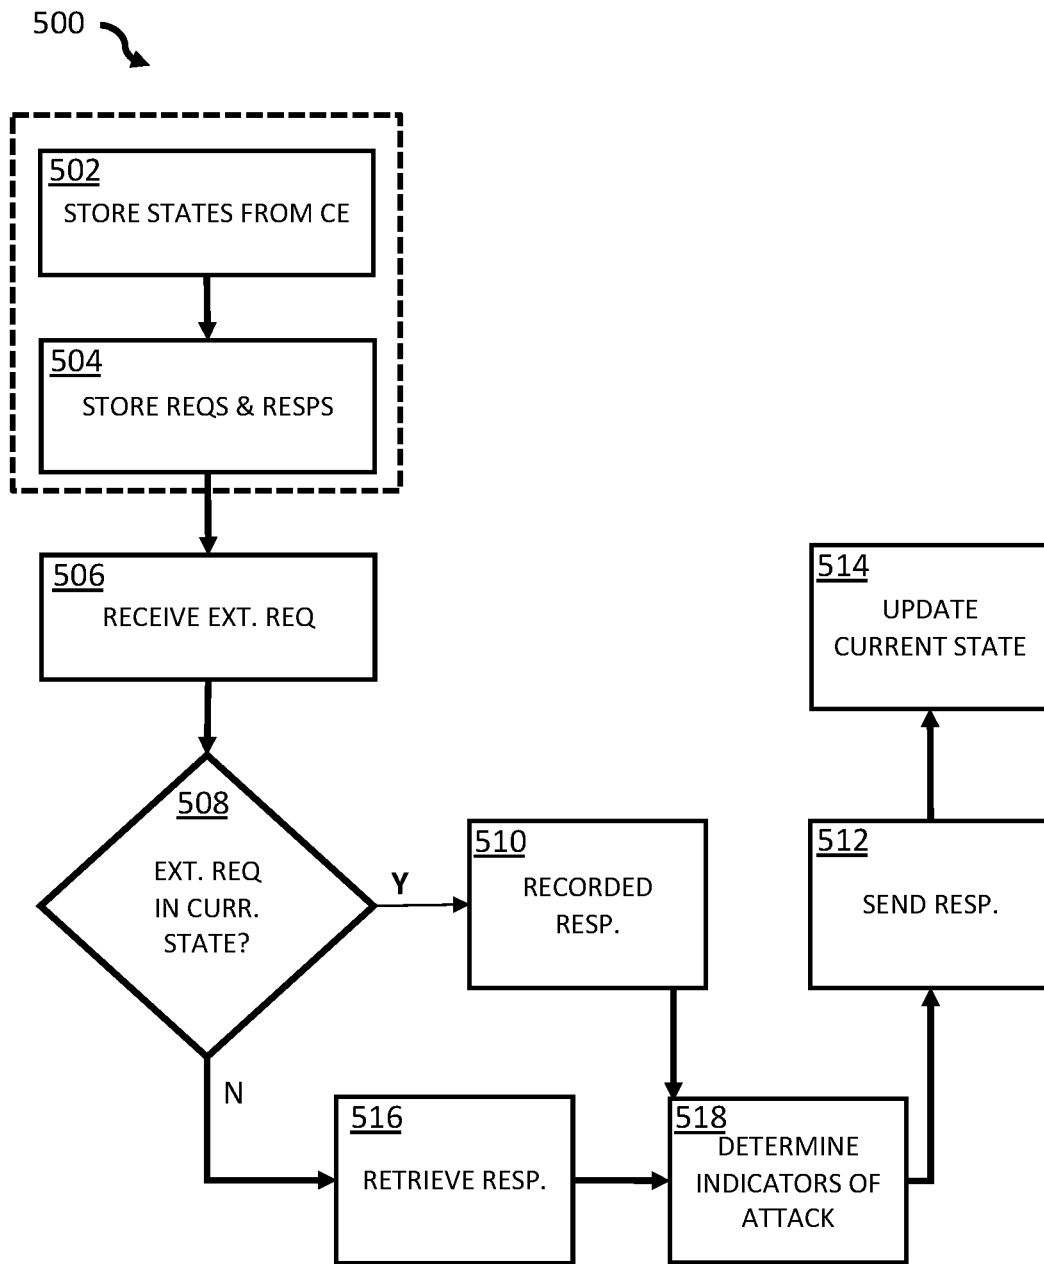 500
502
STORE STATES FROM CE
504
STORE REQS & RESPS
506
RECEIVE EXT. REQ
508
EXT. REQ
IN CURR.
STATE?
Y
N
510
RECORDED
RESP.
516
RETRIEVE RESP.
518
DETERMINE
INDICATORS OF
ATTACK
512
SEND RESP.
514
UPDATE
CURRENT STATE